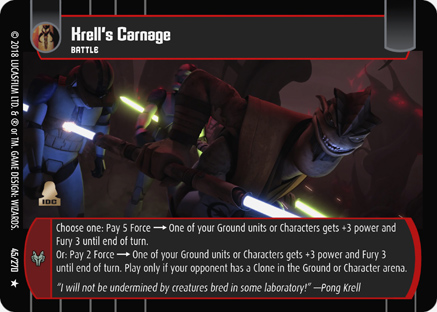 Krell's Carnage
BATTLE
© 2018 LUCASFILM LTD. & ® or TM. GAME DESIGN: WIZARDS.
IDC
45/270
Choose one: Pay 5 Force → One of your Ground units or Characters gets +3 power and
Fury 3 until end of turn.
Or: Pay 2 Force → One of your Ground units or Characters gets +3 power and Fury 3
until end of turn. Play only if your opponent has a Clone in the Ground or Character arena.
"I will not be undermined by creatures bred in some laboratory!" —Pong Krell